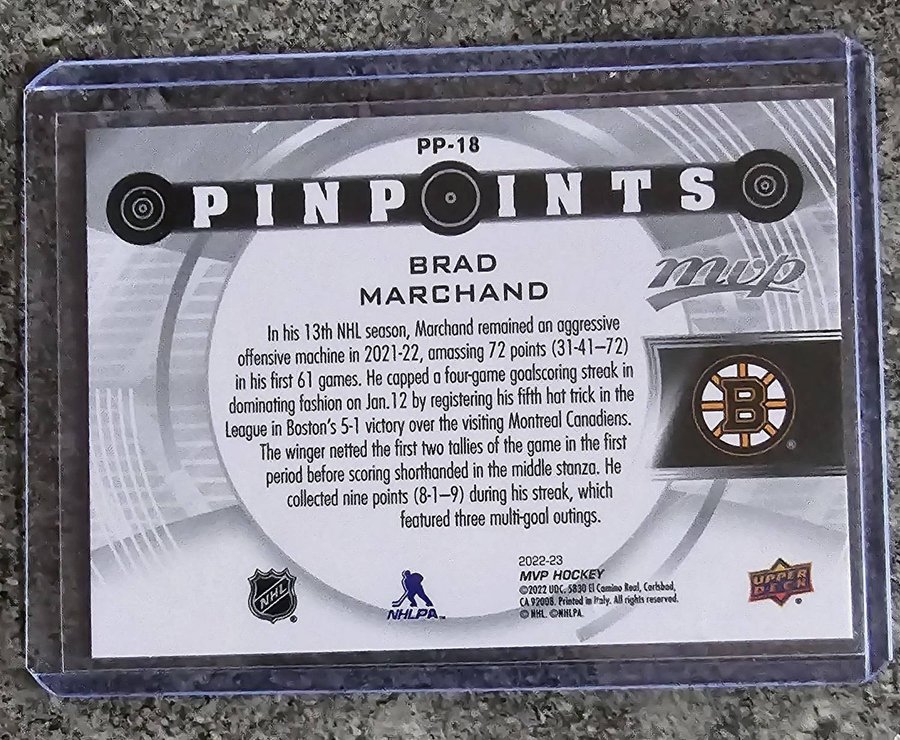 PP-18
PINPOINTS
BRAD
MARCHAND
mvp
In his 13th NHL season, Marchand remained an aggressive
offensive machine in 2021-22, amassing 72 points (31-41–72)
in his first 61 games. He capped a four-game goalscoring streak in
dominating fashion on Jan.12 by registering his fifth hat trick in the
League in Boston's 5-1 victory over the visiting Montreal Canadiens.
The winger netted the first two tallies of the game in the first
period before scoring shorthanded in the middle stanza. He
collected nine points (8-1–9) during his streak, which
featured three multi-goal outings.
B
®
NHL
®
NHLPA™
2022-23
MVP HOCKEY
©2022 UDC. 5830 El Camino Real, Carlsbad,
CA 92008. Printed in Italy. All rights reserved.
© NHL. ©NHLPA.
UPPER
DECK
®